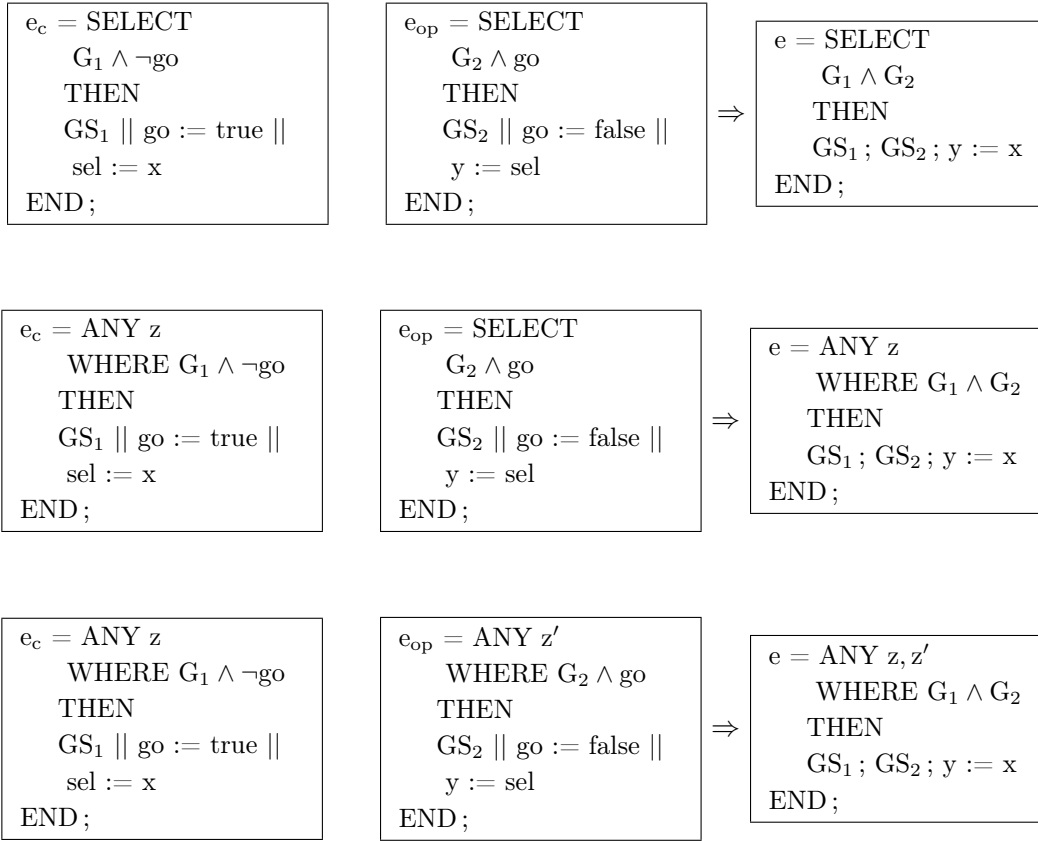 e_c = SELECT
G_1 ∧ ¬go
THEN
GS_1 || go := true ||
sel := x
END ;
e_op = SELECT
G_2 ∧ go
THEN
GS_2 || go := false ||
y := sel
END ;
⇒
e = SELECT
G_1 ∧ G_2
THEN
GS_1 ; GS_2 ; y := x
END ;
e_c = ANY z
WHERE G_1 ∧ ¬go
THEN
GS_1 || go := true ||
sel := x
END ;
e_op = SELECT
G_2 ∧ go
THEN
GS_2 || go := false ||
y := sel
END ;
⇒
e = ANY z
WHERE G_1 ∧ G_2
THEN
GS_1 ; GS_2 ; y := x
END ;
e_c = ANY z
WHERE G_1 ∧ ¬go
THEN
GS_1 || go := true ||
sel := x
END ;
e_op = ANY z′
WHERE G_2 ∧ go
THEN
GS_2 || go := false ||
y := sel
END ;
⇒
e = ANY z, z′
WHERE G_1 ∧ G_2
THEN
GS_1 ; GS_2 ; y := x
END ;